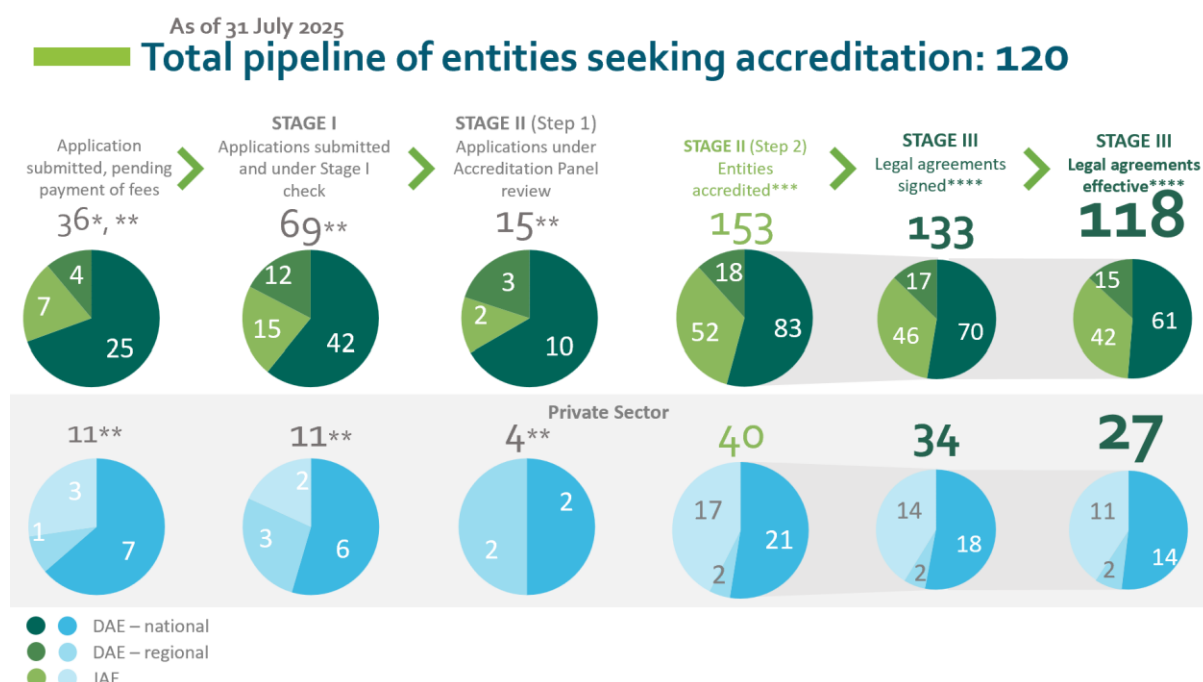 As of 31 July 2025
Total pipeline of entities seeking accreditation: 120
Application
submitted, pending
payment of fees
36*, **
STAGE I
Applications submitted
and under Stage I
check
69**
STAGE II (Step 1)
Applications under
Accreditation Panel
review
15**
STAGE II (Step 2)
Entities
accredited***
153
STAGE III
Legal agreements
signed****
133
STAGE III
Legal agreements
effective****
118
4
7
25
12
15
42
3
2
10
18
52
83
17
46
70
15
42
61
Private Sector
11**
11**
4**
40
34
27
3
1
7
2
3
6
2
2
17
2
21
14
2
18
11
2
14
DAE – national
DAE – regional
IAE